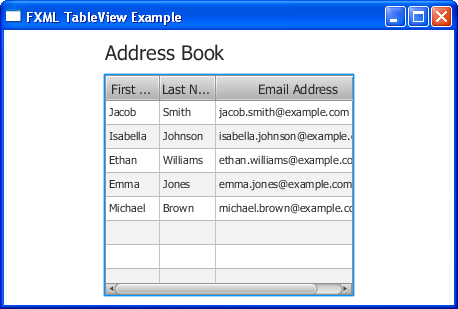 FXML TableView Example
Address Book
First ... Last N... Email Address
Jacob Smith jacob.smith@example.com
Isabella Johnson isabella.johnson@example.co
Ethan Williams ethan.williams@example.co
Emma Jones emma.jones@example.com
Michael Brown michael.brown@example.co